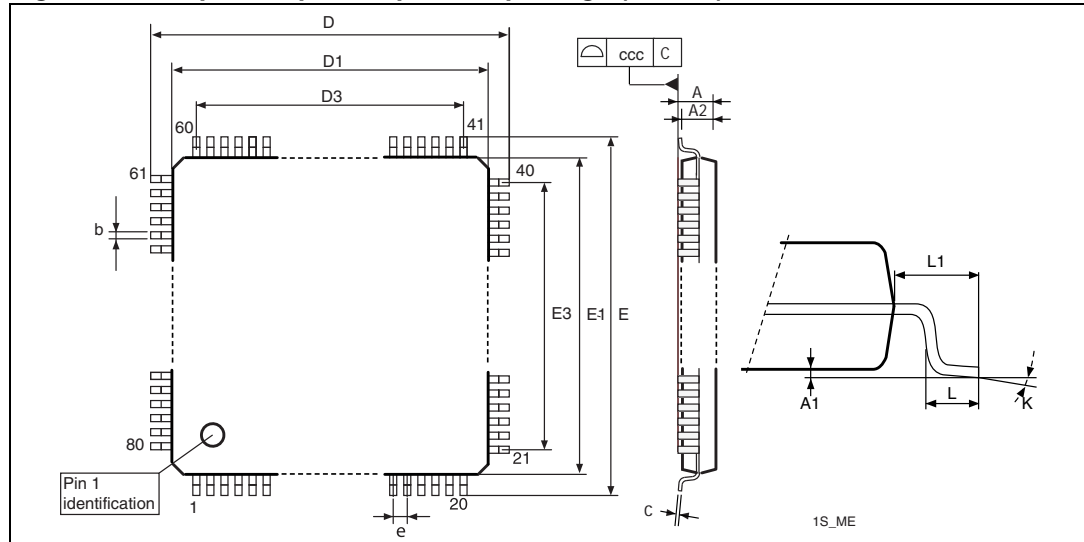 D
D1
D3
ccc C
A
A2
60
41
61
40
b
L1
E3 E1 E
A1
L
K
80
21
Pin 1
identification
1
20
e
C
1S_ME